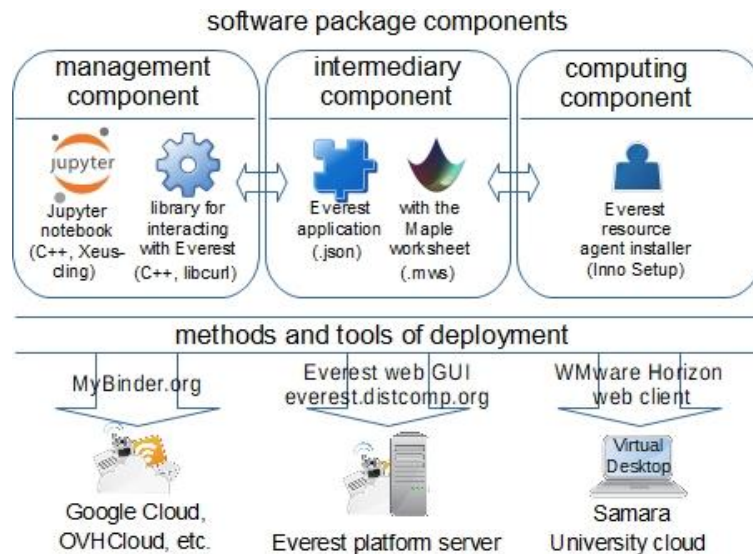 software package components
management
component
intermediary
component
computing
component
jupyter
Jupyter
notebook
(C++, Xeus-
cling)
library for
interacting
with Everest
(C++, libcurl)
Everest
application
(.json)
with the
Maple
worksheet
(.mws)
Everest
resource
agent installer
(Inno Setup)
methods and tools of deployment
MyBinder.org
Everest web GUI
everest.distcomp.org
WMware Horizon
web client
Virtual
Desktop
Google Cloud,
OVHCloud, etc.
Everest platform server
Samara
University cloud